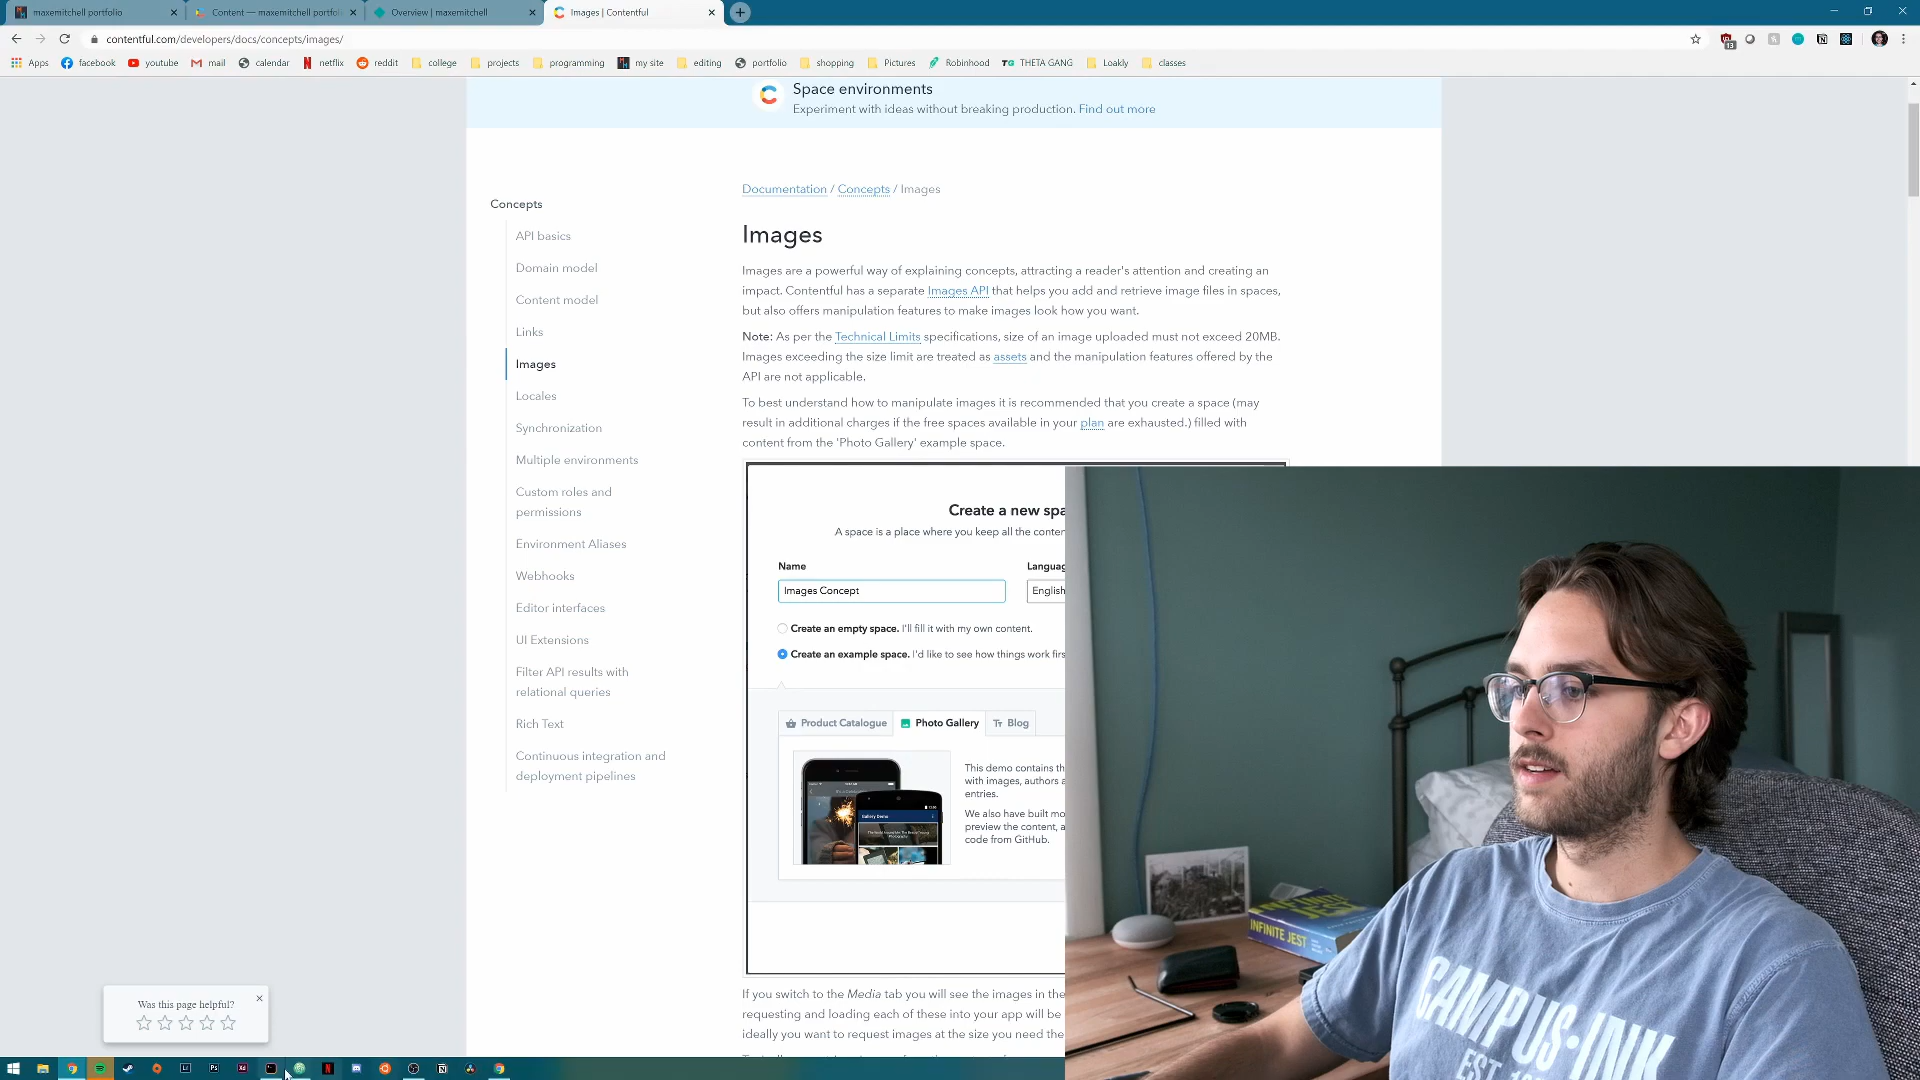 maxemitchell portfolio
Content — maxemitchell portfoli
Overview | maxemitchell
Images | Contentful
contentful.com/developers/docs/concepts/images/
13
Apps
facebook
youtube
mail
calendar
netflix
reddit
college
projects
programming
my site
editing
portfolio
shopping
Pictures
Robinhood
TG THETA GANG
Loakly
classes
Space environments
Experiment with ideas without breaking production. Find out more
Documentation / Concepts / Images
Concepts
API basics
Domain model
Content model
Links
Images
Locales
Synchronization
Multiple environments
Custom roles and
permissions
Environment Aliases
Webhooks
Editor interfaces
UI Extensions
Filter API results with
relational queries
Rich Text
Continuous integration and
deployment pipelines
Images
Images are a powerful way of explaining concepts, attracting a reader's attention and creating an
impact. Contentful has a separate Images API that helps you add and retrieve image files in spaces,
but also offers manipulation features to make images look how you want.
Note: As per the Technical Limits specifications, size of an image uploaded must not exceed 20MB.
Images exceeding the size limit are treated as assets and the manipulation features offered by the
API are not applicable.
To best understand how to manipulate images it is recommended that you create a space (may
result in additional charges if the free spaces available in your plan are exhausted.) filled with
content from the 'Photo Gallery' example space.
Create a new spa
A space is a place where you keep all the conter
Name
Languag
Images Concept
English
Create an empty space. I'll fill it with my own content.
Create an example space. I'd like to see how things work firs
Product Catalogue
Photo Gallery
Tr Blog
This demo contains th
with images, authors a
entries.
We also have built mo
preview the content, a
code from GitHub.
Gallery Demo
If you switch to the Media tab you will see the images in the
requesting and loading each of these into your app will be
ideally you want to request images at the size you need the
Was this page helpful?
INFINITE JEST
CAMPUS·INK